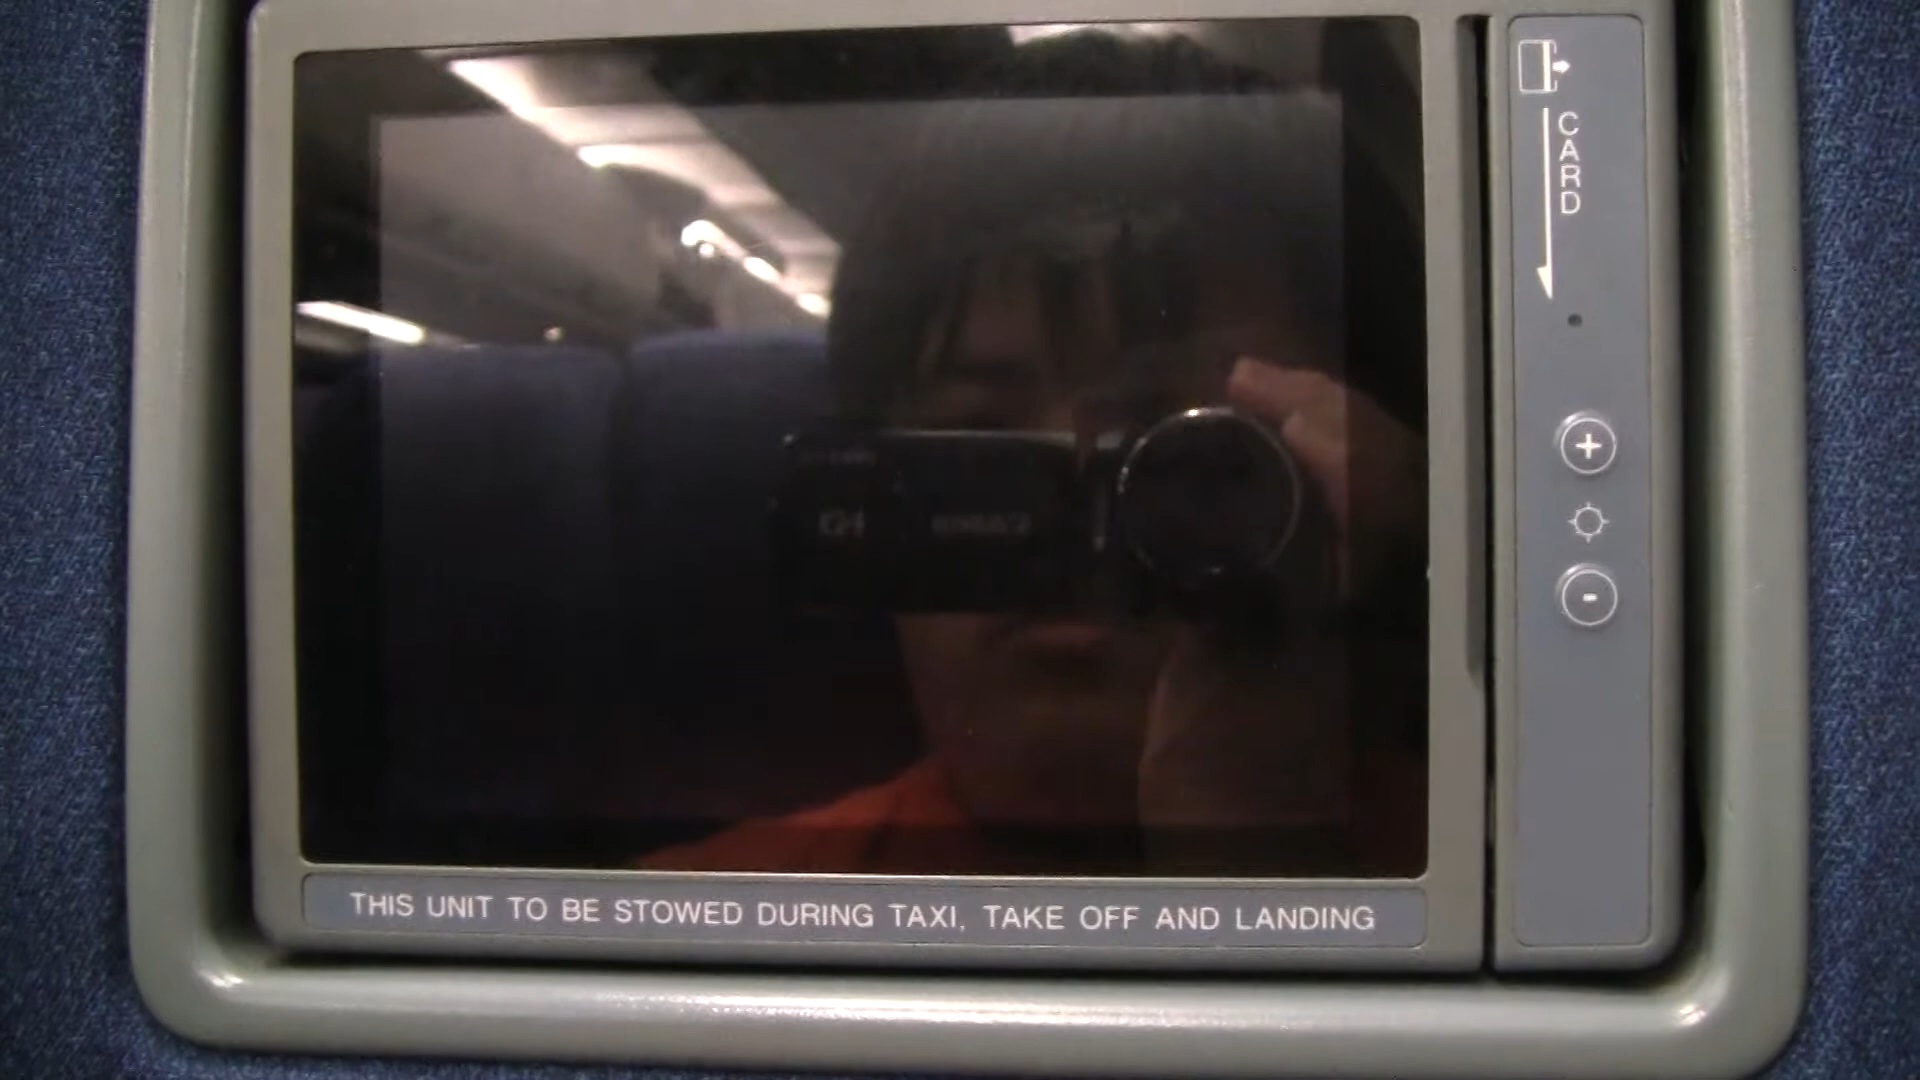 CARD
+
-
THIS UNIT TO BE STOWED DURING TAXI, TAKE OFF AND LANDING